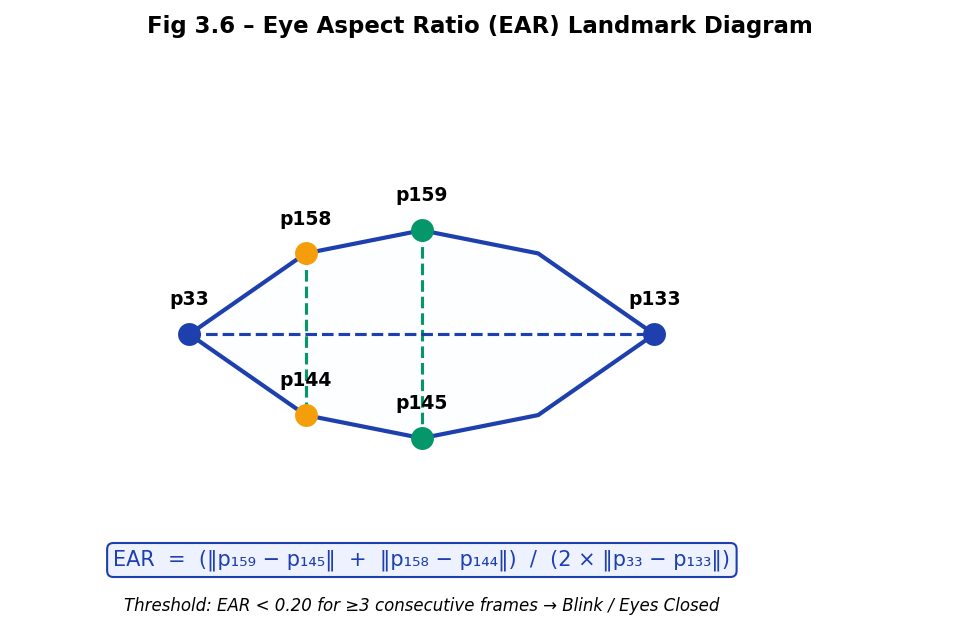 Fig 3.6 – Eye Aspect Ratio (EAR) Landmark Diagram
p159
p158
p33
p133
p144
p145
EAR = (‖p₁₅₉ − p₁₄₅‖ + ‖p₁₅₈ − p₁₄₄‖) / (2 × ‖p₃₃ − p₁₃₃‖)
Threshold: EAR < 0.20 for ≥3 consecutive frames → Blink / Eyes Closed